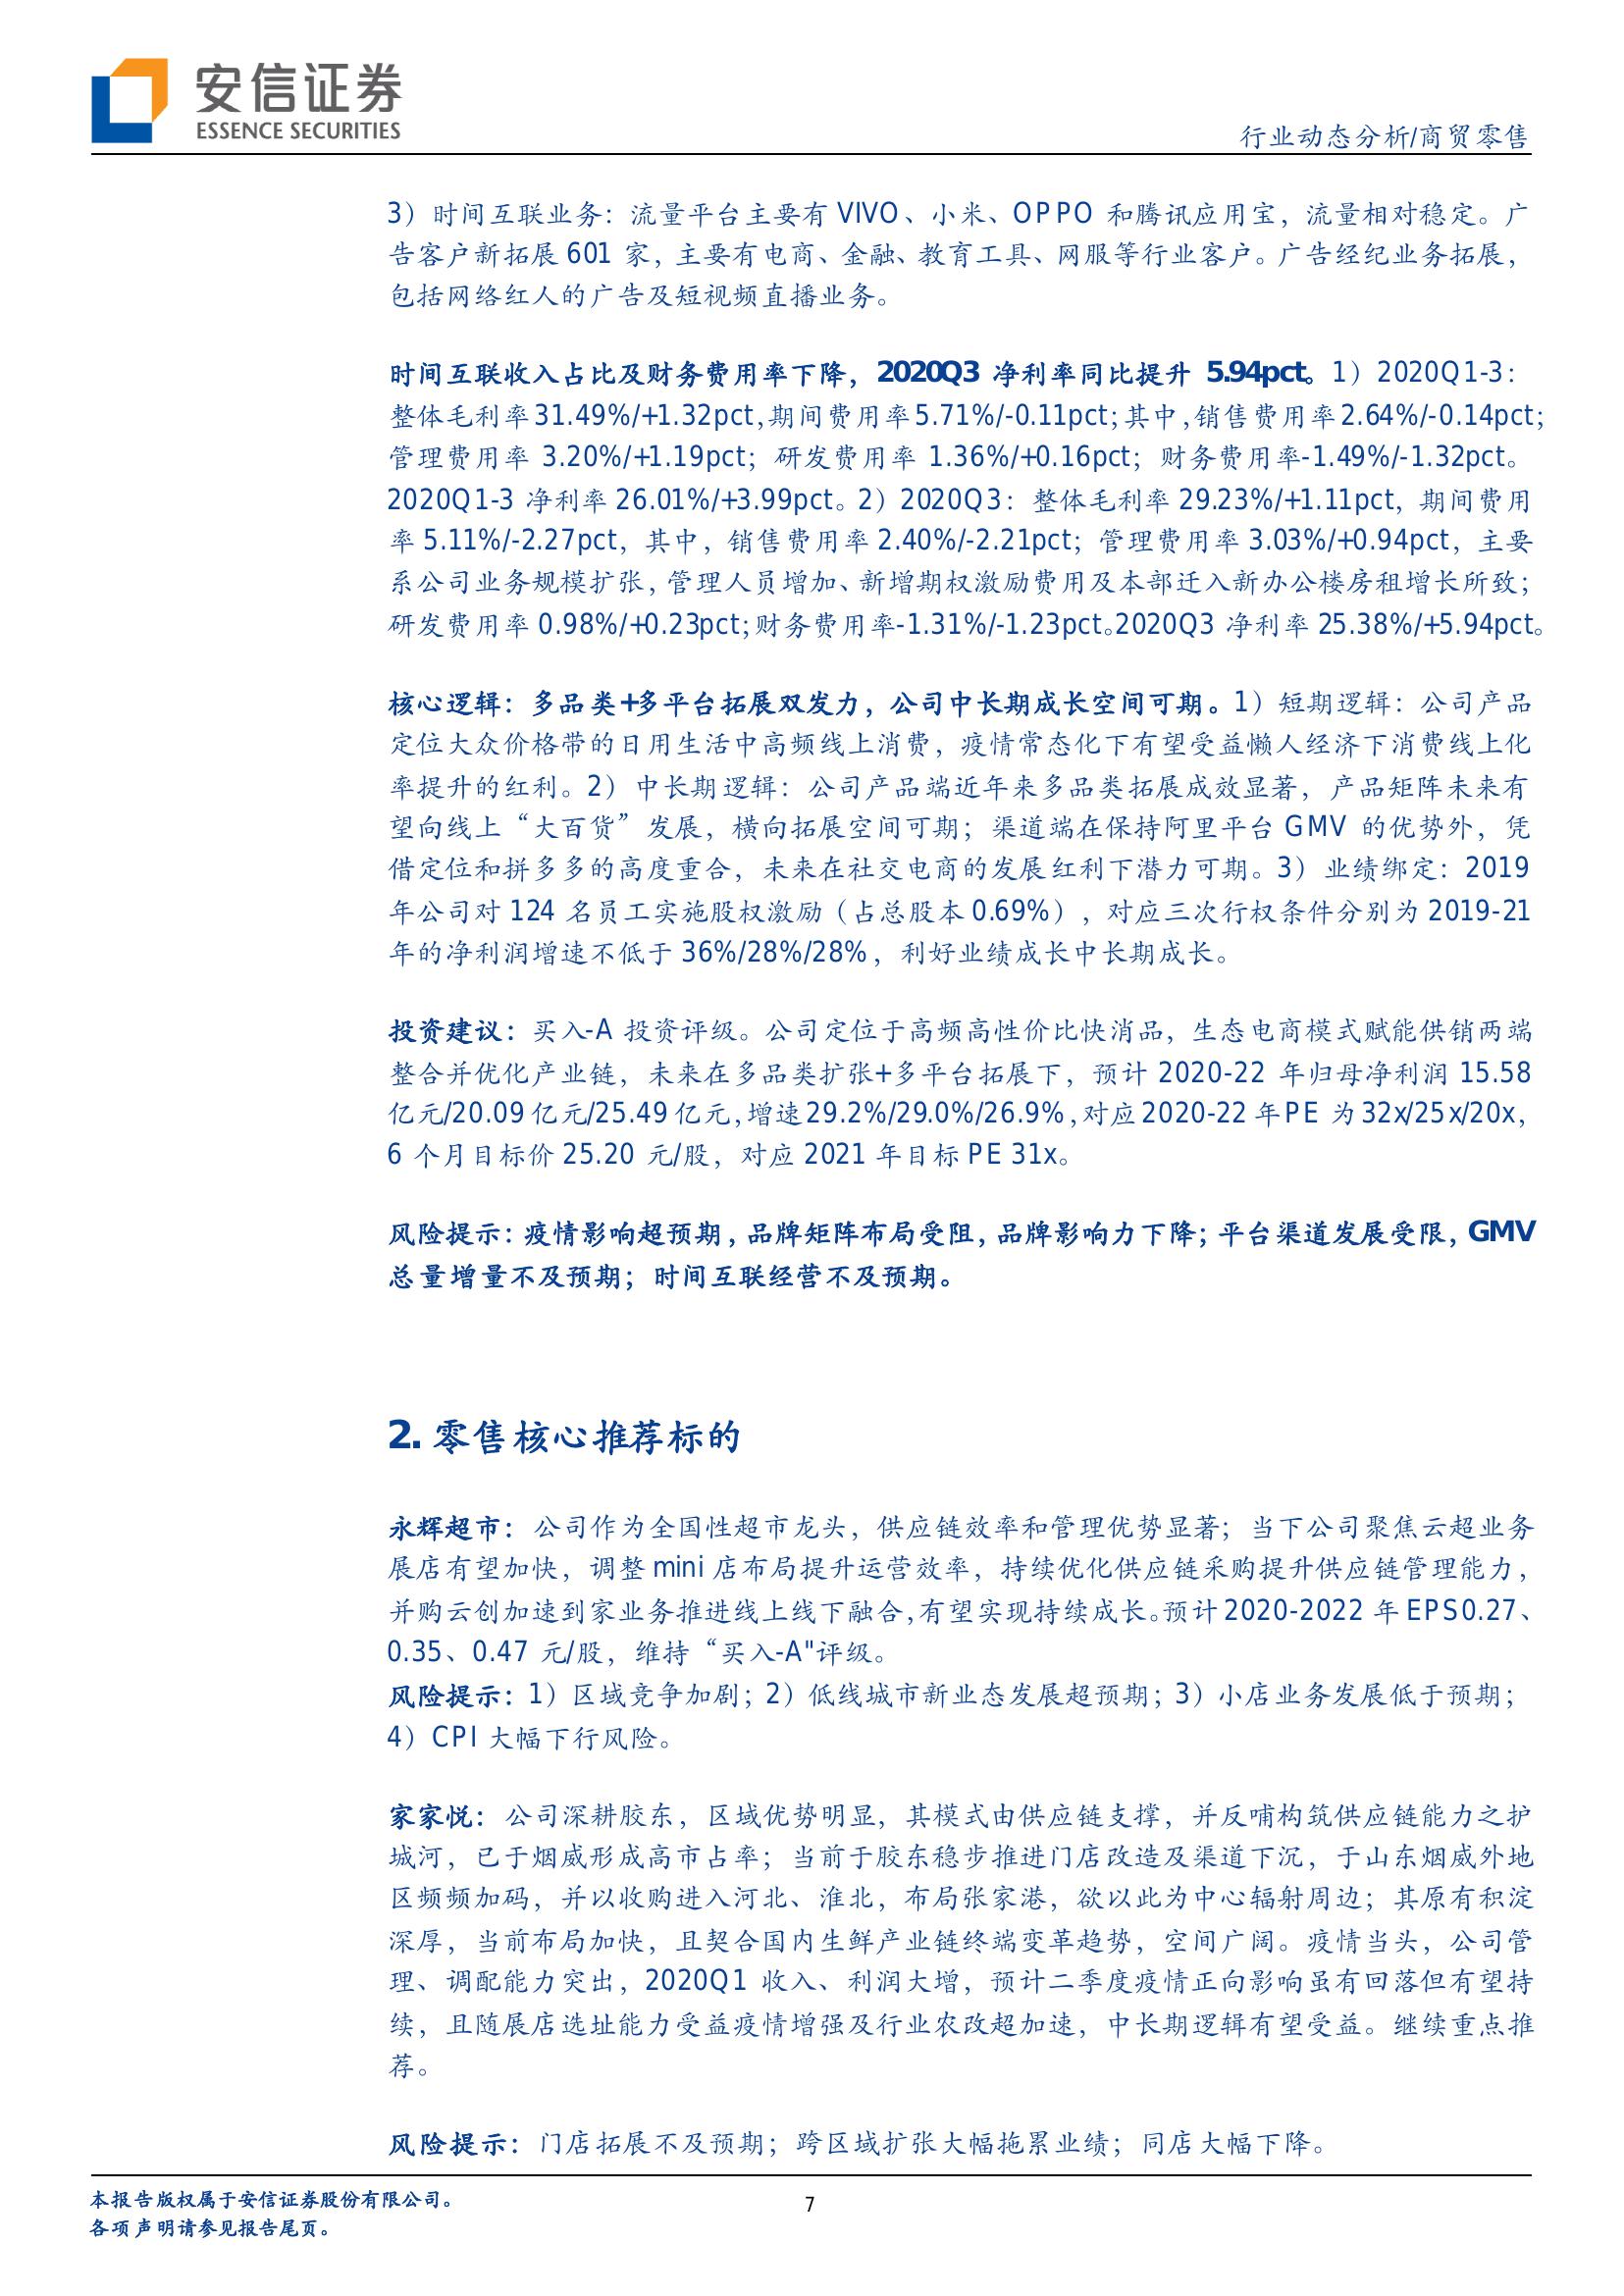 安信证券
ESSENCE SECURITIES
行业动态分析/商贸零售
3）时间互联业务：流量平台主要有 VIVO、小米、OPPO 和腾讯应用宝，流量相对稳定。广
告客户新拓展 601 家，主要有电商、金融、教育工具、网服等行业客户。广告经纪业务拓展，
包括网络红人的广告及短视频直播业务。
时间互联收入占比及财务费用率下降，2020Q3 净利率同比提升 5.94pct。1）2020Q1-3：
整体毛利率 31.49%/+1.32pct，期间费用率 5.71%/-0.11pct；其中，销售费用率 2.64%/-0.14pct；
管理费用率 3.20%/+1.19pct；研发费用率 1.36%/+0.16pct；财务费用率-1.49%/-1.32pct。
2020Q1-3 净利率 26.01%/+3.99pct。2）2020Q3：整体毛利率 29.23%/+1.11pct，期间费用
率 5.11%/-2.27pct，其中，销售费用率 2.40%/-2.21pct；管理费用率 3.03%/+0.94pct，主要
系公司业务规模扩张，管理人员增加、新增期权激励费用及本部迁入新办公楼房租增长所致；
研发费用率 0.98%/+0.23pct；财务费用率-1.31%/-1.23pct。2020Q3 净利率 25.38%/+5.94pct。
核心逻辑：多品类+多平台拓展双发力，公司中长期成长空间可期。1）短期逻辑：公司产品
定位大众价格带的日用生活中高频线上消费，疫情常态化下有望受益懒人经济下消费线上化
率提升的红利。2）中长期逻辑：公司产品端近年来多品类拓展成效显著，产品矩阵未来有
望向线上“大百货”发展，横向拓展空间可期；渠道端在保持阿里平台 GMV 的优势外，凭
借定位和拼多多的高度重合，未来在社交电商的发展红利下潜力可期。3）业绩绑定：2019
年公司对 124 名员工实施股权激励（占总股本 0.69%），对应三次行权条件分别为 2019-21
年的净利润增速不低于 36%/28%/28%，利好业绩成长中长期成长。
投资建议：买入-A 投资评级。公司定位于高频高性价比快消品，生态电商模式赋能供销两端
整合并优化产业链，未来在多品类扩张+多平台拓展下，预计 2020-22 年归母净利润 15.58
亿元/20.09 亿元/25.49 亿元，增速 29.2%/29.0%/26.9%，对应 2020-22 年 PE 为 32x/25x/20x，
6 个月目标价 25.20 元/股，对应 2021 年目标 PE 31x。
风险提示：疫情影响超预期，品牌矩阵布局受阻，品牌影响力下降；平台渠道发展受限，GMV
总量增量不及预期；时间互联经营不及预期。
2. 零售核心推荐标的
永辉超市：公司作为全国性超市龙头，供应链效率和管理优势显著；当下公司聚焦云超业务
展店有望加快，调整 mini 店布局提升运营效率，持续优化供应链采购提升供应链管理能力，
并购云创加速到家业务推进线上线下融合，有望实现持续成长。预计 2020-2022 年 EPS0.27、
0.35、0.47 元/股，维持“买入-A"评级。
风险提示：1）区域竞争加剧；2）低线城市新业态发展超预期；3）小店业务发展低于预期；
4）CPI 大幅下行风险。
家家悦：公司深耕胶东，区域优势明显，其模式由供应链支撑，并反哺构筑供应链能力之护
城河，已于烟威形成高市占率；当前于胶东稳步推进门店改造及渠道下沉，于山东烟威外地
区频频加码，并以收购进入河北、淮北，布局张家港，欲以此为中心辐射周边；其原有积淀
深厚，当前布局加快，且契合国内生鲜产业链终端变革趋势，空间广阔。疫情当头，公司管
理、调配能力突出，2020Q1 收入、利润大增，预计二季度疫情正向影响虽有回落但有望持
续，且随展店选址能力受益疫情增强及行业农改超加速，中长期逻辑有望受益。继续重点推
荐。
风险提示：门店拓展不及预期；跨区域扩张大幅拖累业绩；同店大幅下降。
本报告版权属于安信证券股份有限公司。
各项声明请参见报告尾页。
7